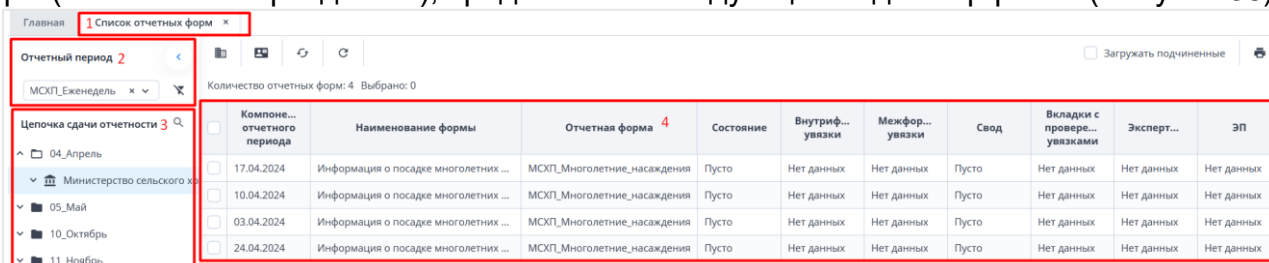 Главная 1 Список отчетных форм ×
Отчетный период 2
Загружать подчиненные
МСХП_Еженедель × 
Количество отчетных форм: 4 Выбрано: 0
Цепочка сдачи отчетности 3
Компоне... отчетного периода Наименование формы Отчетная форма 4 Состояние Внутриф... увязки Межфор... увязки Свод Вкладки с провере... увязками Эксперт... ЭП
04_Апрель
17.04.2024 Информация о посадке многолетних ... МСХП_Многолетние_насаждения Пусто Нет данных Нет данных Пусто Нет данных Нет данных Нет данных
Министерство сельского хо
10.04.2024 Информация о посадке многолетних ... МСХП_Многолетние_насаждения Пусто Нет данных Нет данных Пусто Нет данных Нет данных Нет данных
05_Май
03.04.2024 Информация о посадке многолетних ... МСХП_Многолетние_насаждения Пусто Нет данных Нет данных Пусто Нет данных Нет данных Нет данных
10_Октябрь
24.04.2024 Информация о посадке многолетних ... МСХП_Многолетние_насаждения Пусто Нет данных Нет данных Пусто Нет данных Нет данных Нет данных
11_Ноябрь